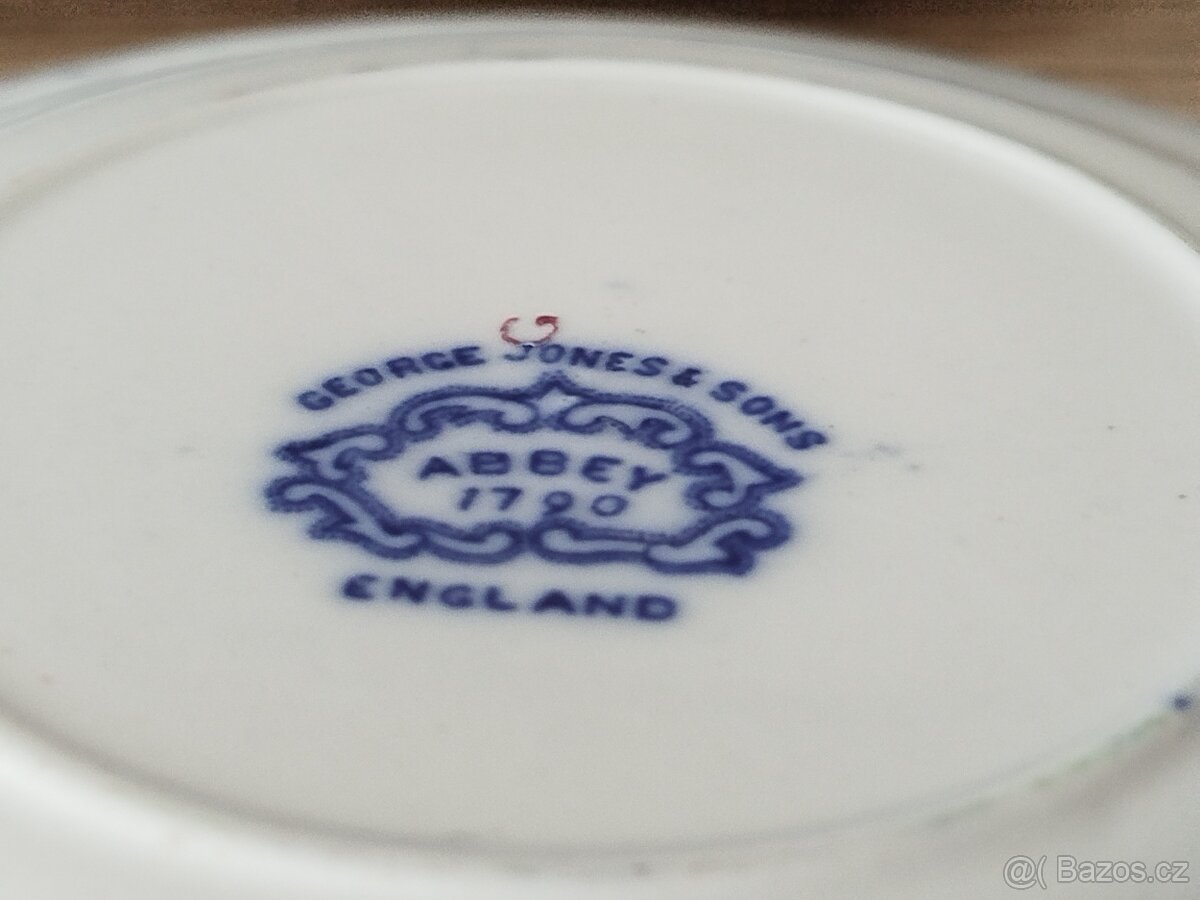 C
GEORGE JONES & SONS
ABBEY
1790
ENGLAND
@( Bazos.cz